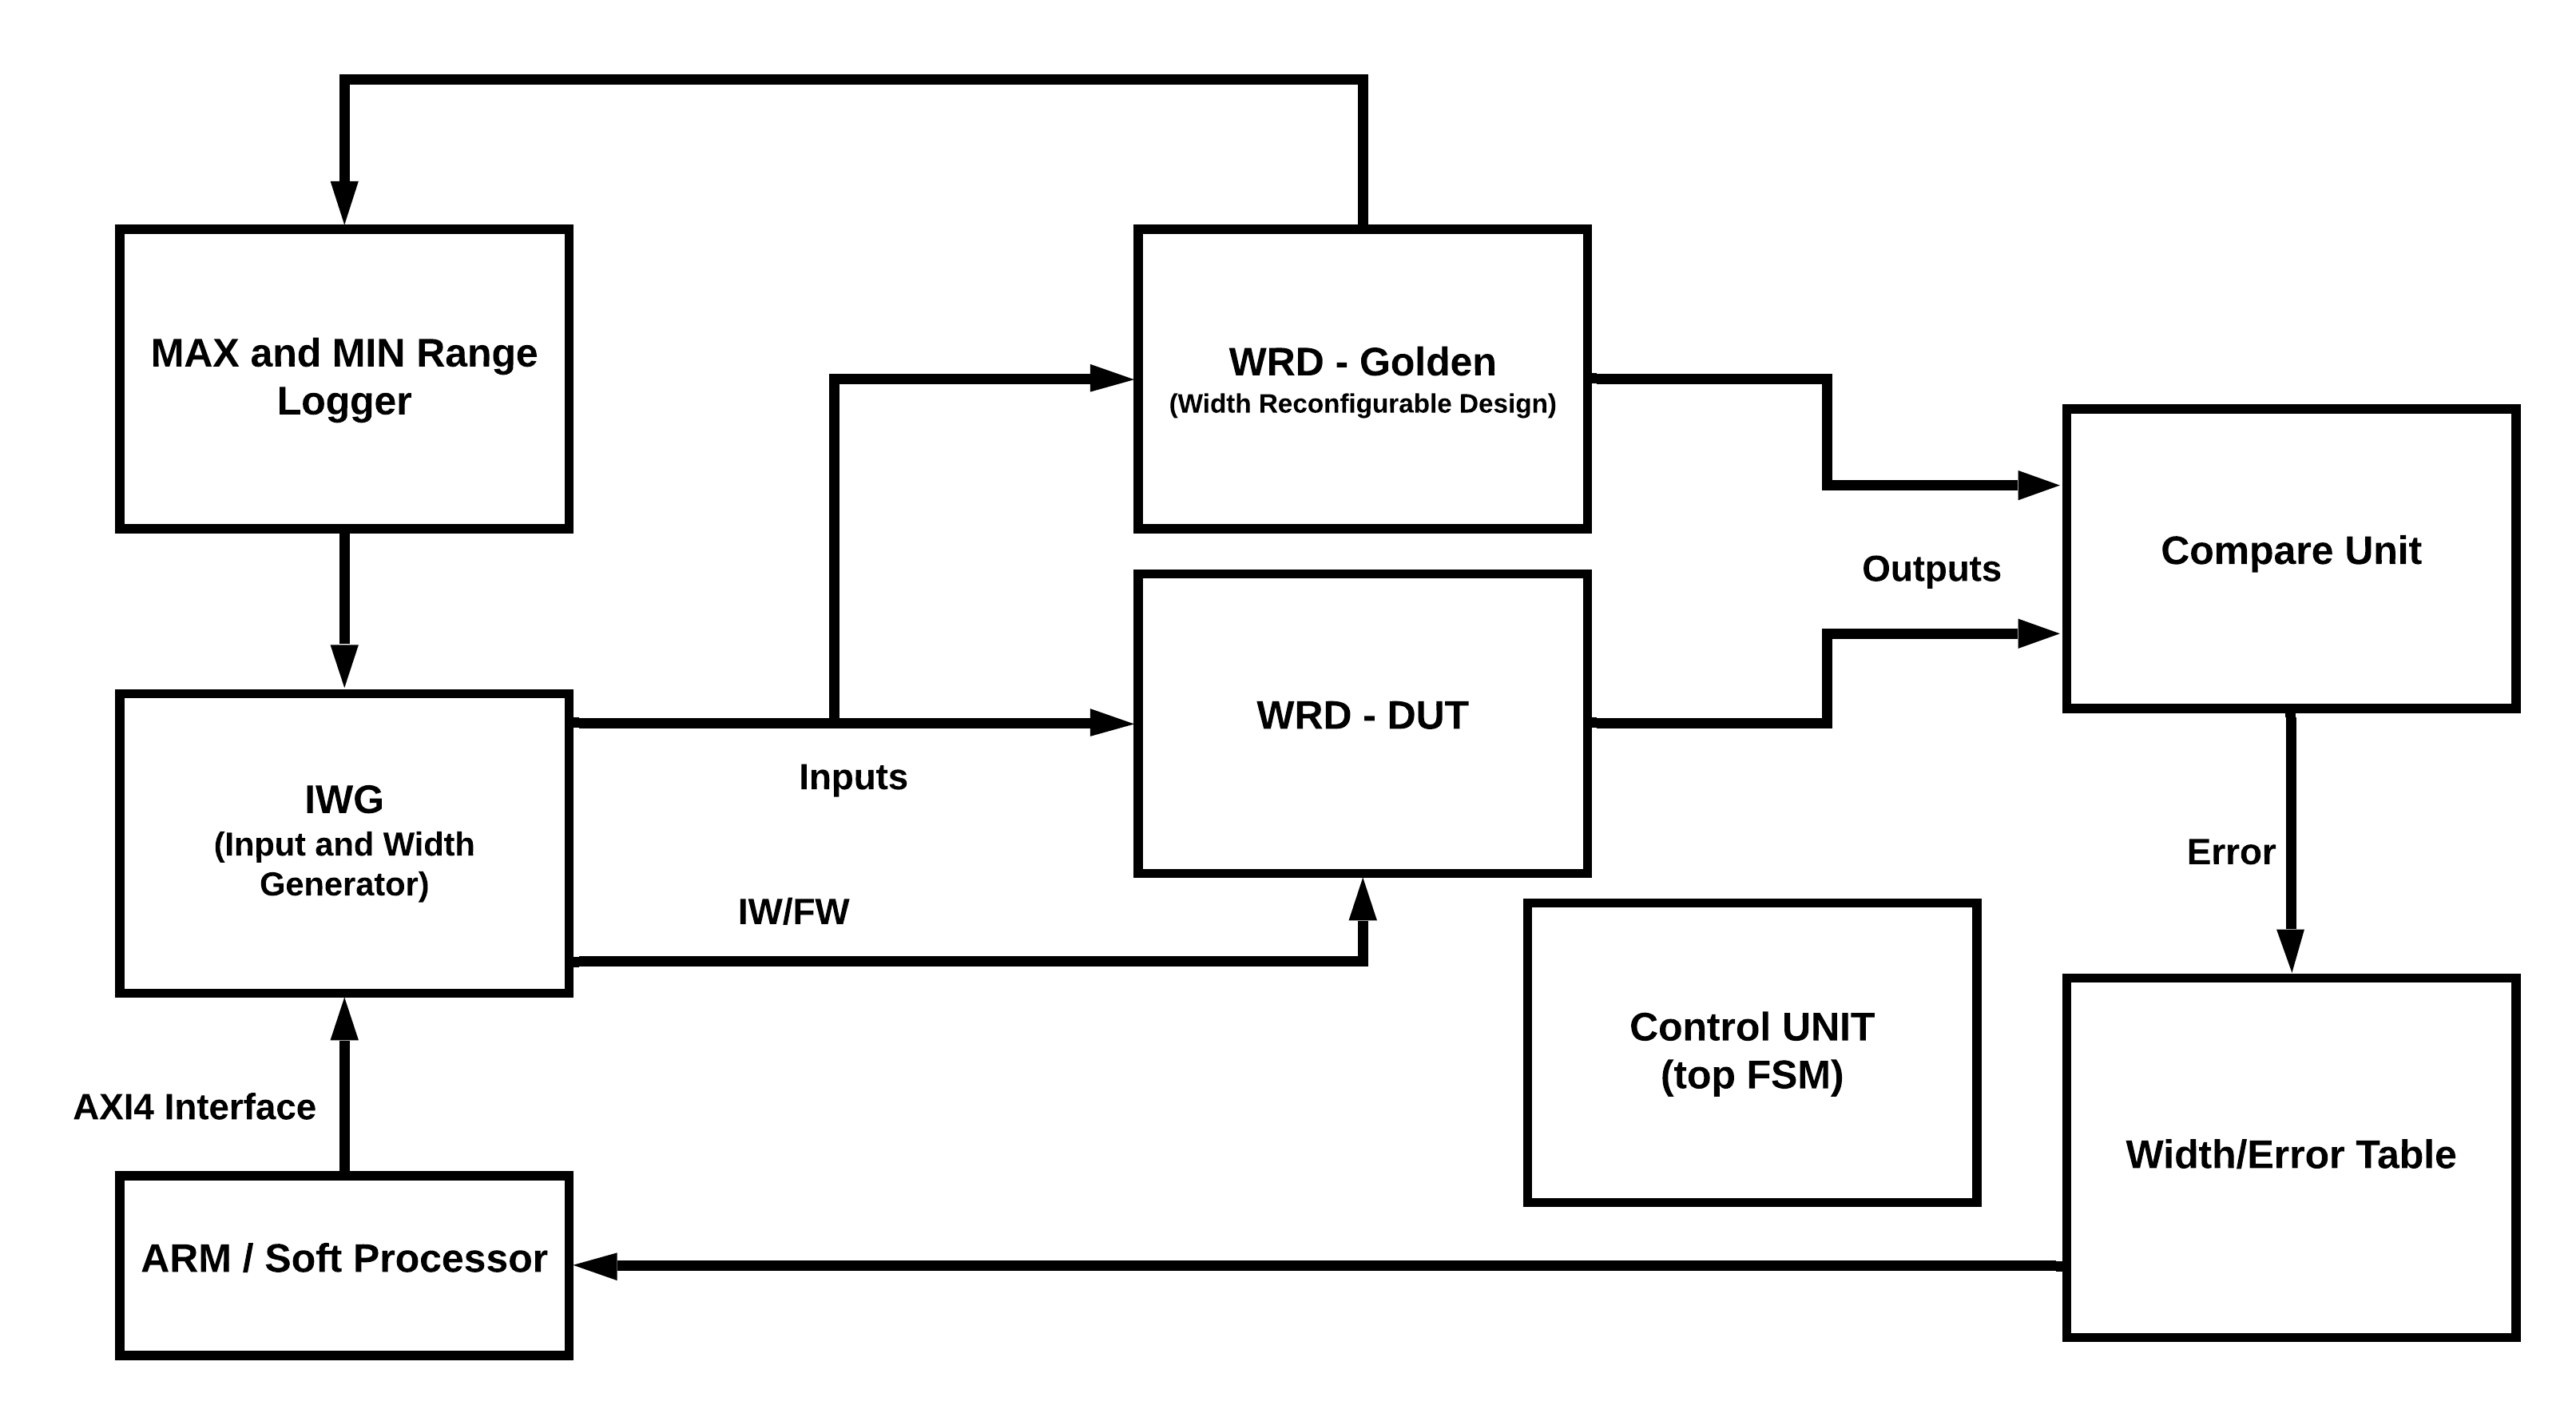 MAX and MIN Range
Logger
WRD - Golden
(Width Reconfigurable Design)
Compare Unit
Outputs
WRD - DUT
Inputs
IWG
(Input and Width
Generator)
IW/FW
Error
Control UNIT
(top FSM)
AXI4 Interface
Width/Error Table
ARM / Soft Processor